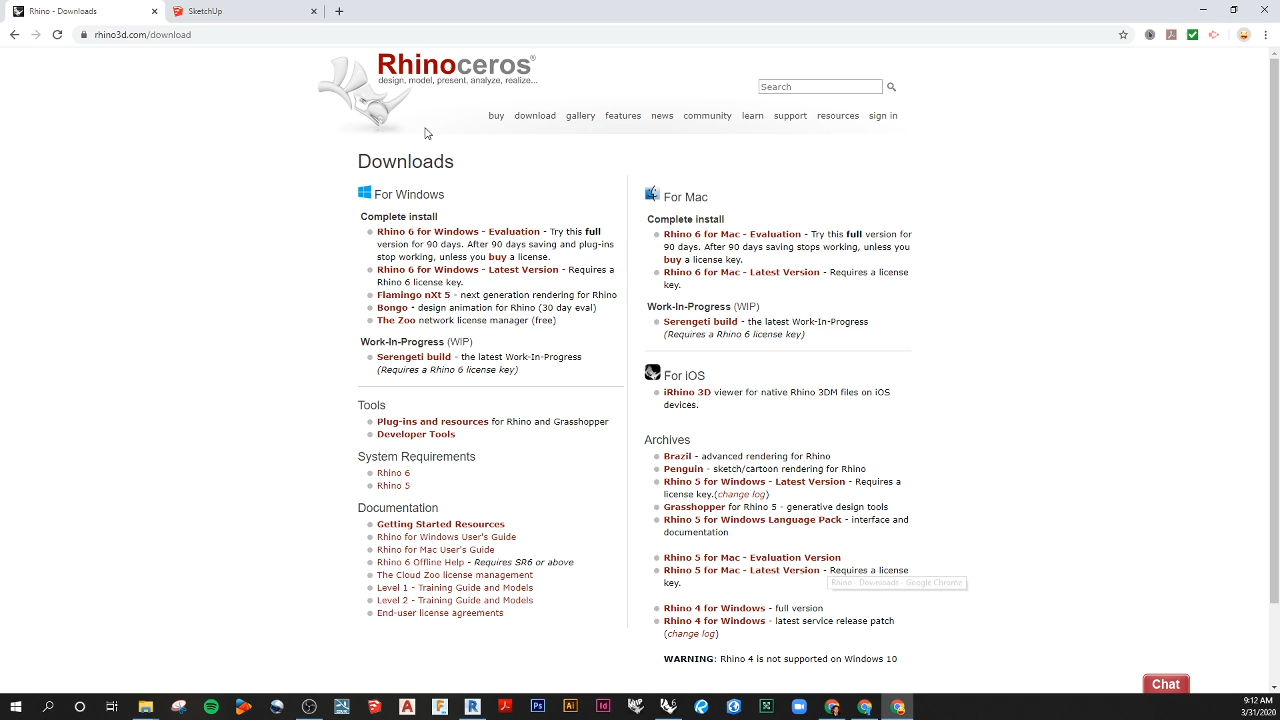 Rhino - Downloads
SketchUp
rhino3d.com/download
Rhinoceros®
design, model, present, analyze, realize...
Search
buy download gallery features news community learn support resources sign in
Downloads
For Windows
Complete install
Rhino 6 for Windows - Evaluation - Try this full
version for 90 days. After 90 days saving and plug-ins
stop working, unless you buy a license.
Rhino 6 for Windows - Latest Version - Requires a
Rhino 6 license key.
Flamingo nXt 5 - next generation rendering for Rhino
Bongo - design animation for Rhino (30 day eval)
The Zoo network license manager (free)
Work-In-Progress (WIP)
Serengeti build - the latest Work-In-Progress
(Requires a Rhino 6 license key)
Tools
Plug-ins and resources for Rhino and Grasshopper
Developer Tools
System Requirements
Rhino 6
Rhino 5
Documentation
Getting Started Resources
Rhino for Windows User's Guide
Rhino for Mac User's Guide
Rhino 6 Offline Help - Requires SR6 or above
The Cloud Zoo license management
Level 1 - Training Guide and Models
Level 2 - Training Guide and Models
End-user license agreements
For Mac
Complete install
Rhino 6 for Mac - Evaluation - Try this full version for
90 days. After 90 days saving stops working, unless you
buy a license key.
Rhino 6 for Mac - Latest Version - Requires a license
key.
Work-In-Progress (WIP)
Serengeti build - the latest Work-In-Progress
(Requires a Rhino 6 license key)
For iOS
iRhino 3D viewer for native Rhino 3DM files on iOS
devices.
Archives
Brazil - advanced rendering for Rhino
Penguin - sketch/cartoon rendering for Rhino
Rhino 5 for Windows - Latest Version - Requires a
license key.(change log)
Grasshopper for Rhino 5 - generative design tools
Rhino 5 for Windows Language Pack - interface and
documentation
Rhino 5 for Mac - Evaluation Version
Rhino 5 for Mac - Latest Version - Requires a license
key.
Rhino - Downloads - Google Chrome
Rhino 4 for Windows - full version
Rhino 4 for Windows - latest service release patch
(change log)
WARNING: Rhino 4 is not supported on Windows 10
Chat
9:12 AM
3/31/2020